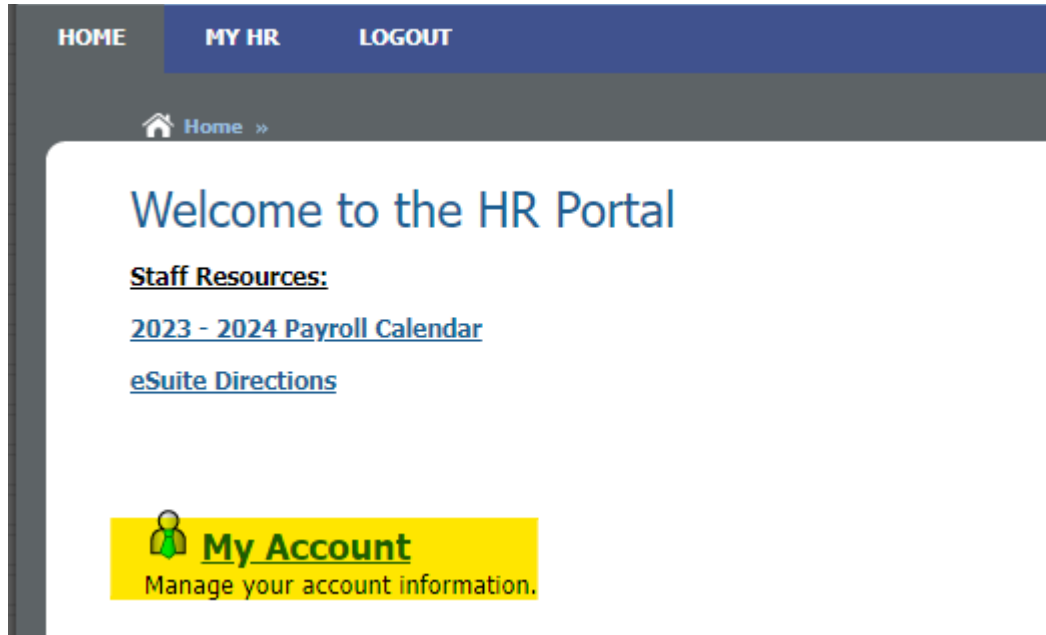 HOME MY HR LOGOUT
Home »
Welcome to the HR Portal
Staff Resources:
2023 - 2024 Payroll Calendar
eSuite Directions
My Account
Manage your account information.